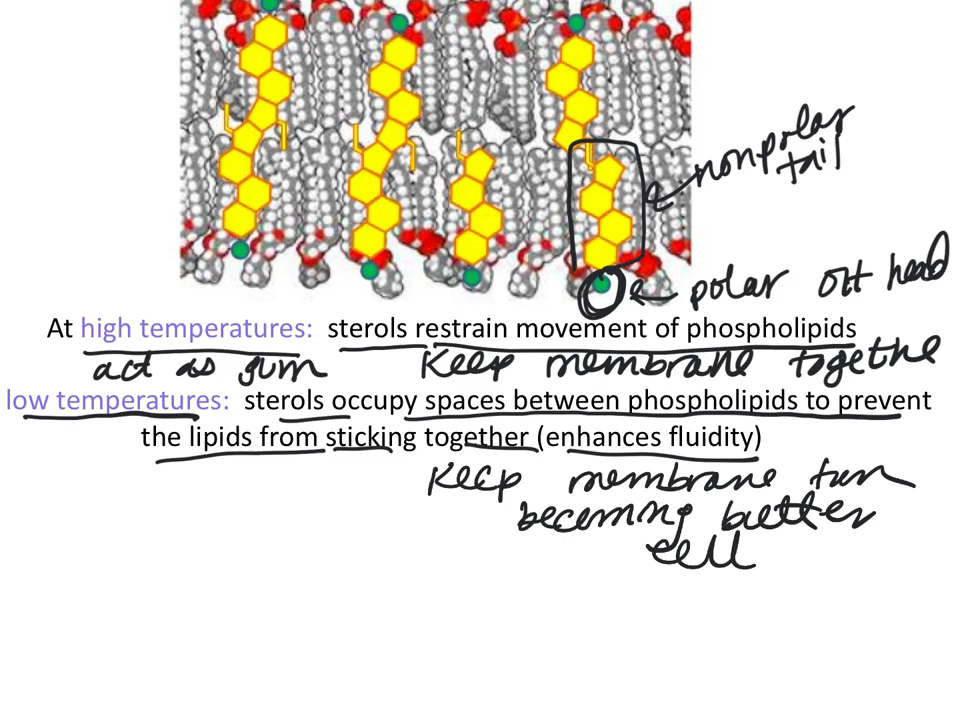 nonpolar
tail
polar OH head
At high temperatures: sterols restrain movement of phospholipids
act as gum Keep membrane togethe
low temperatures: sterols occupy spaces between phospholipids to prevent
the lipids from sticking together (enhances fluidity)
Keep membrane
becoming butter
cell